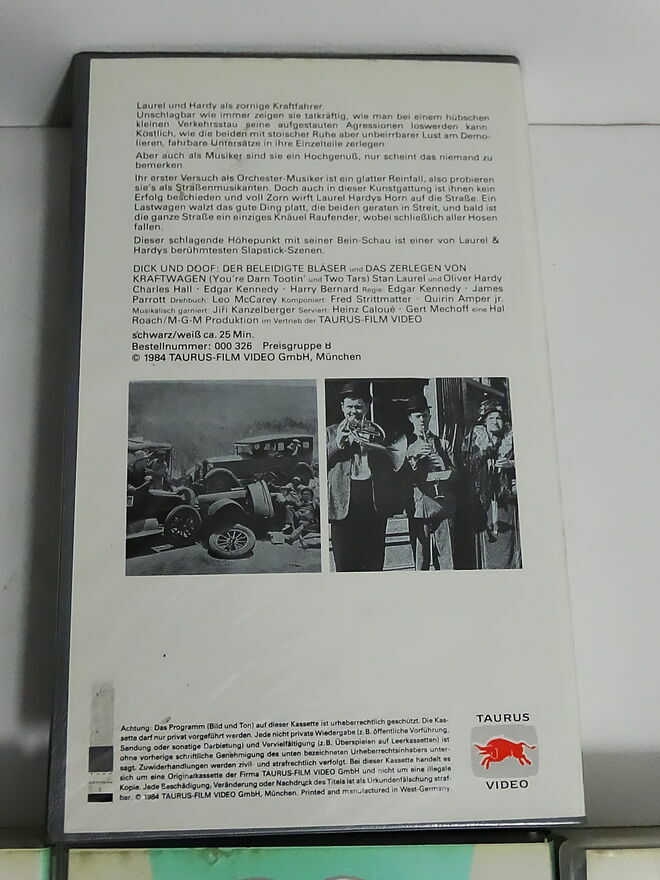 Laurel und Hardy als zornige Kraftfahrer.
Unschlagbar wie immer zeigen sie tatkräftig, wie man bei einem hübschen
kleinen Verkehrsstau seine aufgestauten Agressionen loswerden kann.
Köstlich, wie die beiden mit stoischer Ruhe aber unbeirrbarer Lust am Demo-
lieren, fahrbare Untersätze in ihre Einzelteile zerlegen.
Aber auch als Musiker sind sie ein Hochgenuß, nur scheint das niemand zu
bemerken.
Ihr erster Versuch als Orchester-Musiker ist ein glatter Reinfall, also probieren
sie's als Straßenmusikanten. Doch auch in dieser Kunstgattung ist ihnen kein
Erfolg beschieden und voll Zorn wirft Laurel Hardys Horn auf die Straße. Ein
Lastwagen walzt das gute Ding platt, die beiden geraten in Streit, und bald ist
die ganze Straße ein einziges Knäuel Raufender, wobei schließlich aller Hosen
fallen.
Dieser schlagende Höhepunkt mit seiner Bein-Schau ist einer von Laurel &
Hardys berühmtesten Slapstick-Szenen.
DICK UND DOOF: DER BELEIDIGTE BLÄSER und DAS ZERLEGEN VON
KRAFTWAGEN (You're Darn Tootin' und Two Tars) Stan Laurel und Oliver Hardy
Charles Hall · Edgar Kennedy · Harry Bernard Regie: Edgar Kennedy · James
Parrott Drehbuch: Leo McCarey Komponiert: Fred Strittmatter · Quirin Amper jr.
Musikalisch garniert: Jiří Kanzelberger Serviert: Heinz Caloué · Gert Mechoff eine Hal
Roach/M-G-M Produktion im Vertrieb der TAURUS-FILM VIDEO
schwarz/weiß ca. 25 Min.
Bestellnummer: 000 326 Preisgruppe B
© 1984 TAURUS-FILM VIDEO GmbH, München
Achtung: Das Programm (Bild und Ton) auf dieser Kassette ist urheberrechtlich geschützt. Die Kas-
sette darf nur privat vorgeführt werden. Jede nicht private Wiedergabe (z.B. öffentliche Vorführung,
Sendung oder sonstige Darbietung) und Vervielfältigung (z.B. Überspielen auf Leerkassetten) ist
ohne vorherige schriftliche Genehmigung des unten bezeichneten Urheberrechtsinhabers unter-
sagt. Zuwiderhandlungen werden zivil- und strafrechtlich verfolgt. Bei dieser Kassette handelt es
sich um eine Originalkassette der Firma TAURUS-FILM VIDEO GmbH und nicht um eine illegale
Kopie. Jede Beschädigung, Veränderung oder Nachdruck des Titels ist als Urkundenfälschung straf-
bar. © 1984 TAURUS-FILM VIDEO GmbH, München. Printed and manufactured in West-Germany.
TAURUS
VIDEO